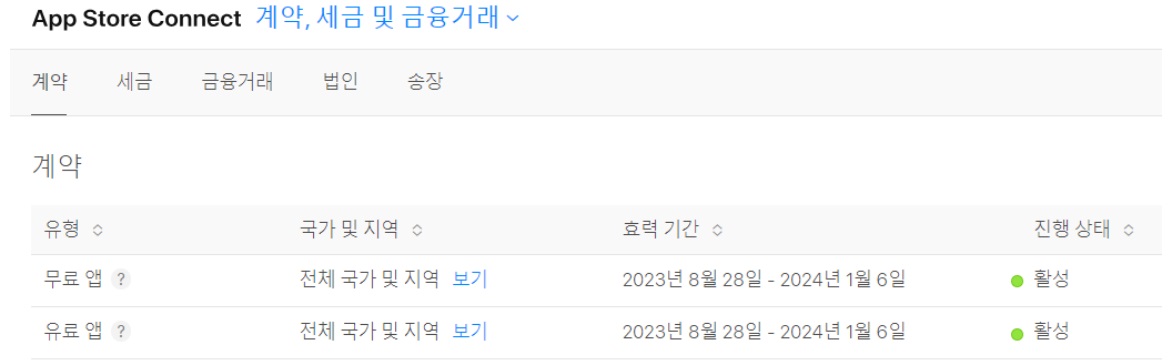 App Store Connect 계약, 세금 및 금융거래
계약 세금 금융거래 법인 송장
계약
유형 국가 및 지역 효력 기간 진행 상태
무료 앱 ? 전체 국가 및 지역 보기 2023년 8월 28일 - 2024년 1월 6일 활성
유료 앱 ? 전체 국가 및 지역 보기 2023년 8월 28일 - 2024년 1월 6일 활성